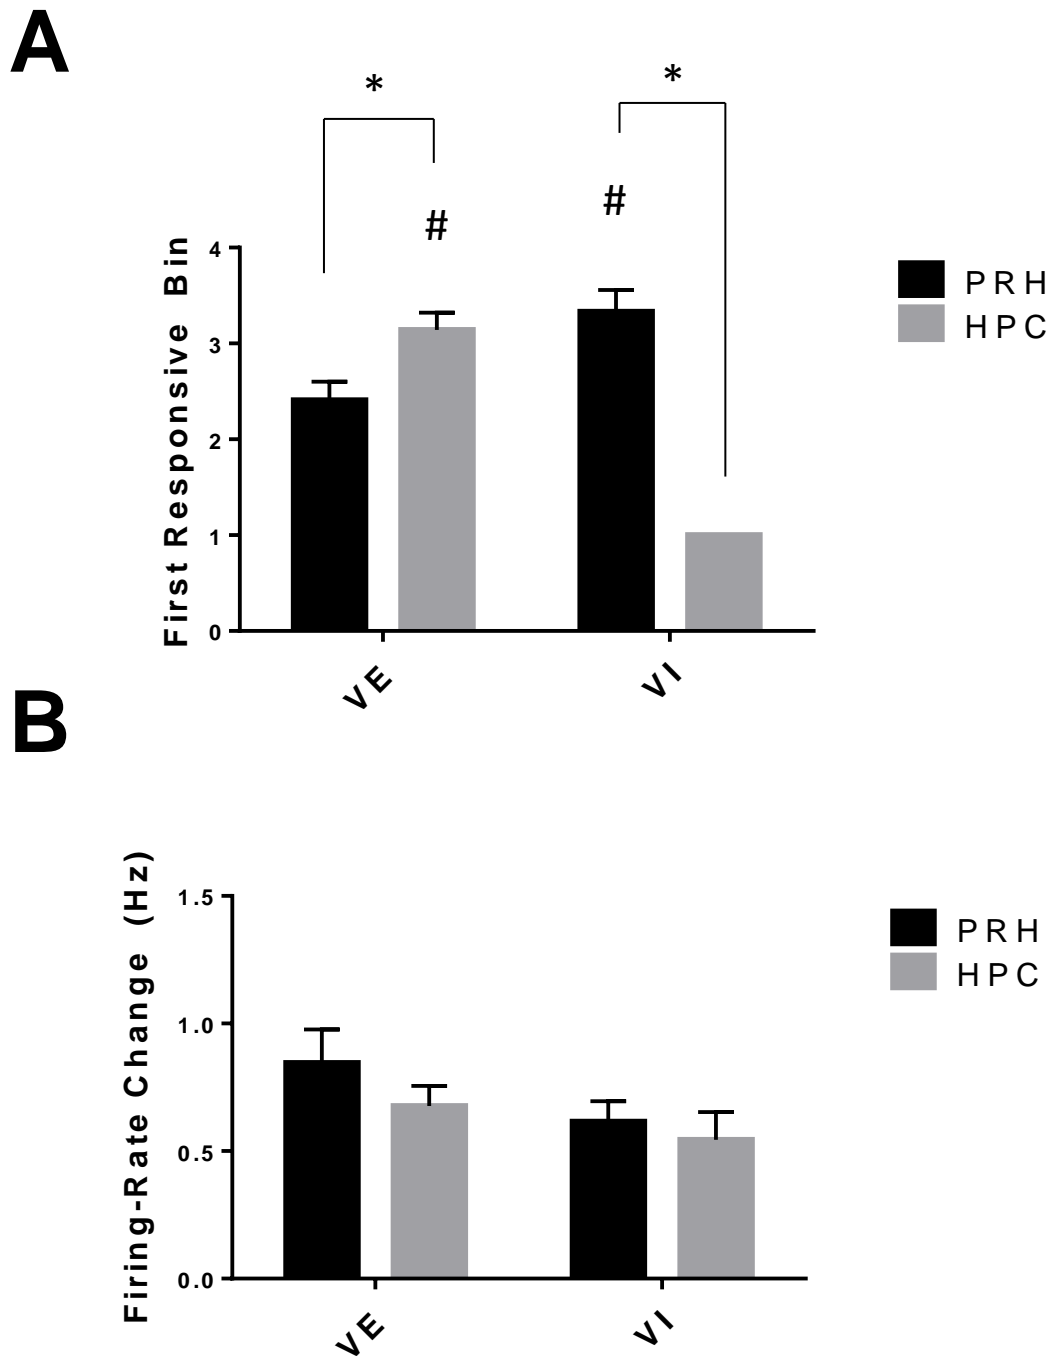 A
*
*
#
#
First Responsive Bin
4
3
2
1
0
PRH
HPC
VE
VI
B
Firing-Rate Change (Hz)
1.5
1.0
0.5
0.0
PRH
HPC
VE
VI